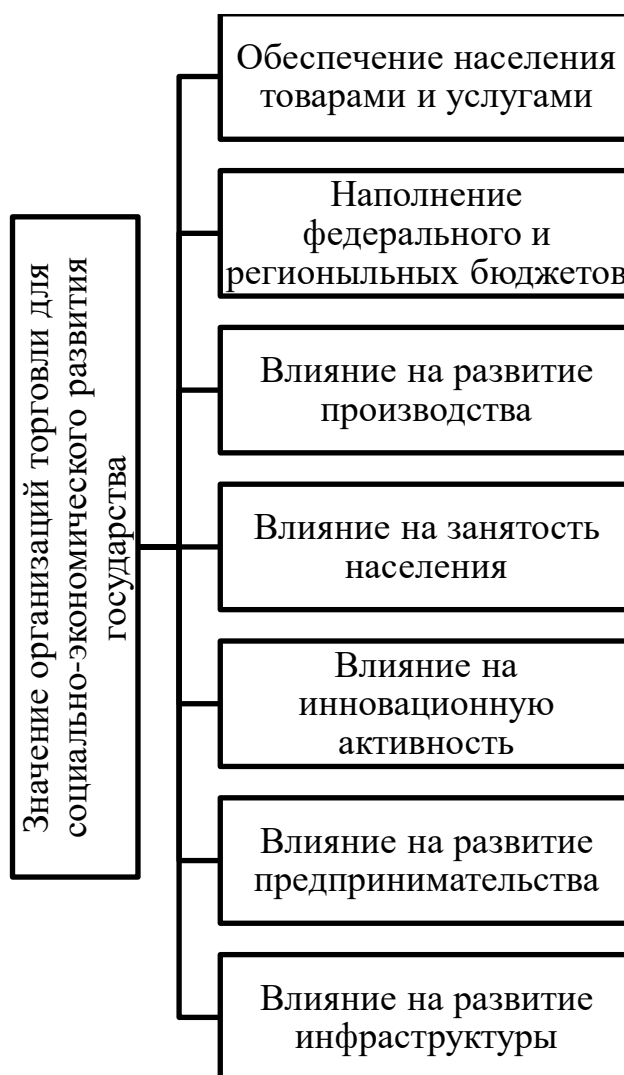 Значение организаций торговли для
социально-экономического развития
государства
Обеспечение населения
товарами и услугами
Наполнение
федерального и
регионыльных бюджетов
Влияние на развитие
производства
Влияние на занятость
населения
Влияние на
инновационную
активность
Влияние на развитие
предпринимательства
Влияние на развитие
инфраструктуры